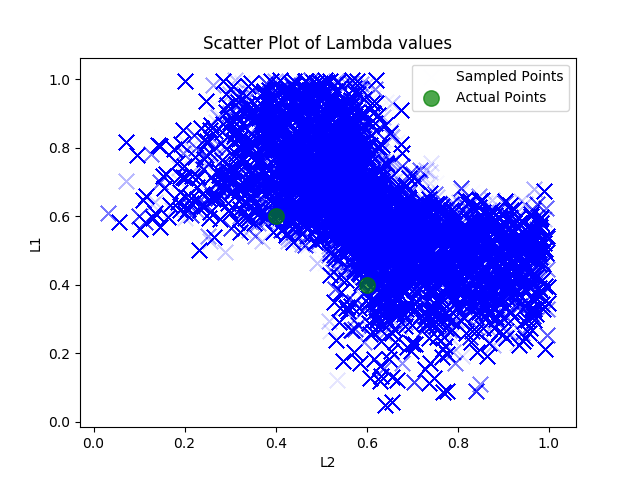 Scatter Plot of Lambda values
Sampled Points
Actual Points
1.0
0.8
0.6
0.4
0.2
0.0
L1
0.0 0.2 0.4 0.6 0.8 1.0
L2